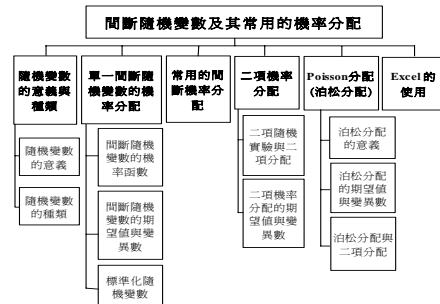 間斷隨機變數及其常用的機率分配
隨機變數
的意義與
種類
單一間斷隨
機變數的機
率分配
常用的間
斷機率分
配
二項機率
分配
Poisson分配
(泊松分配)
Excel的
使用
隨機變數
的意義
隨機變數
的種類
間斷隨機
變數的機
率函數
間斷隨機
變數的期
望值與變
異數
標準化隨
機變數
二項隨機
實驗與二
項分配
二項機率
分配的期
望值與變
異數
泊松分配
的意義
泊松分配
的期望值
與變異數
泊松分配與
二項分配